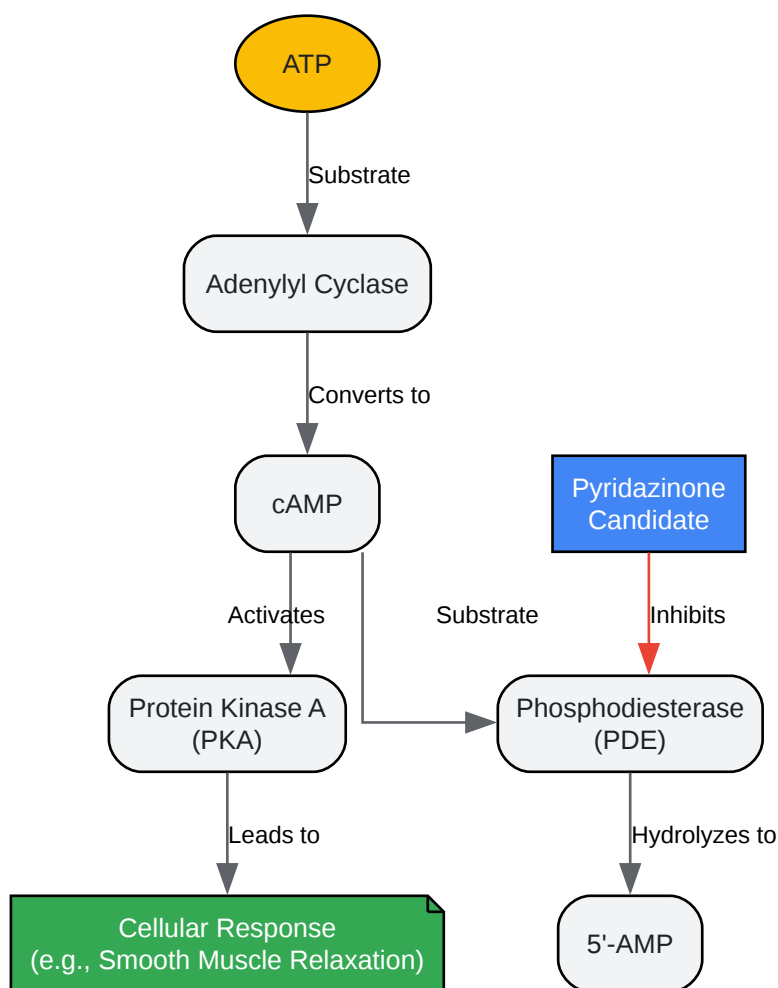 ATP
Substrate
Adenylyl Cyclase
Converts to
cAMP
Pyridazinone
Candidate
Activates
Substrate
Inhibits
Protein Kinase A
(PKA)
Phosphodiesterase
(PDE)
Leads to
Hydrolyzes to
Cellular Response
(e.g., Smooth Muscle Relaxation)
5'-AMP